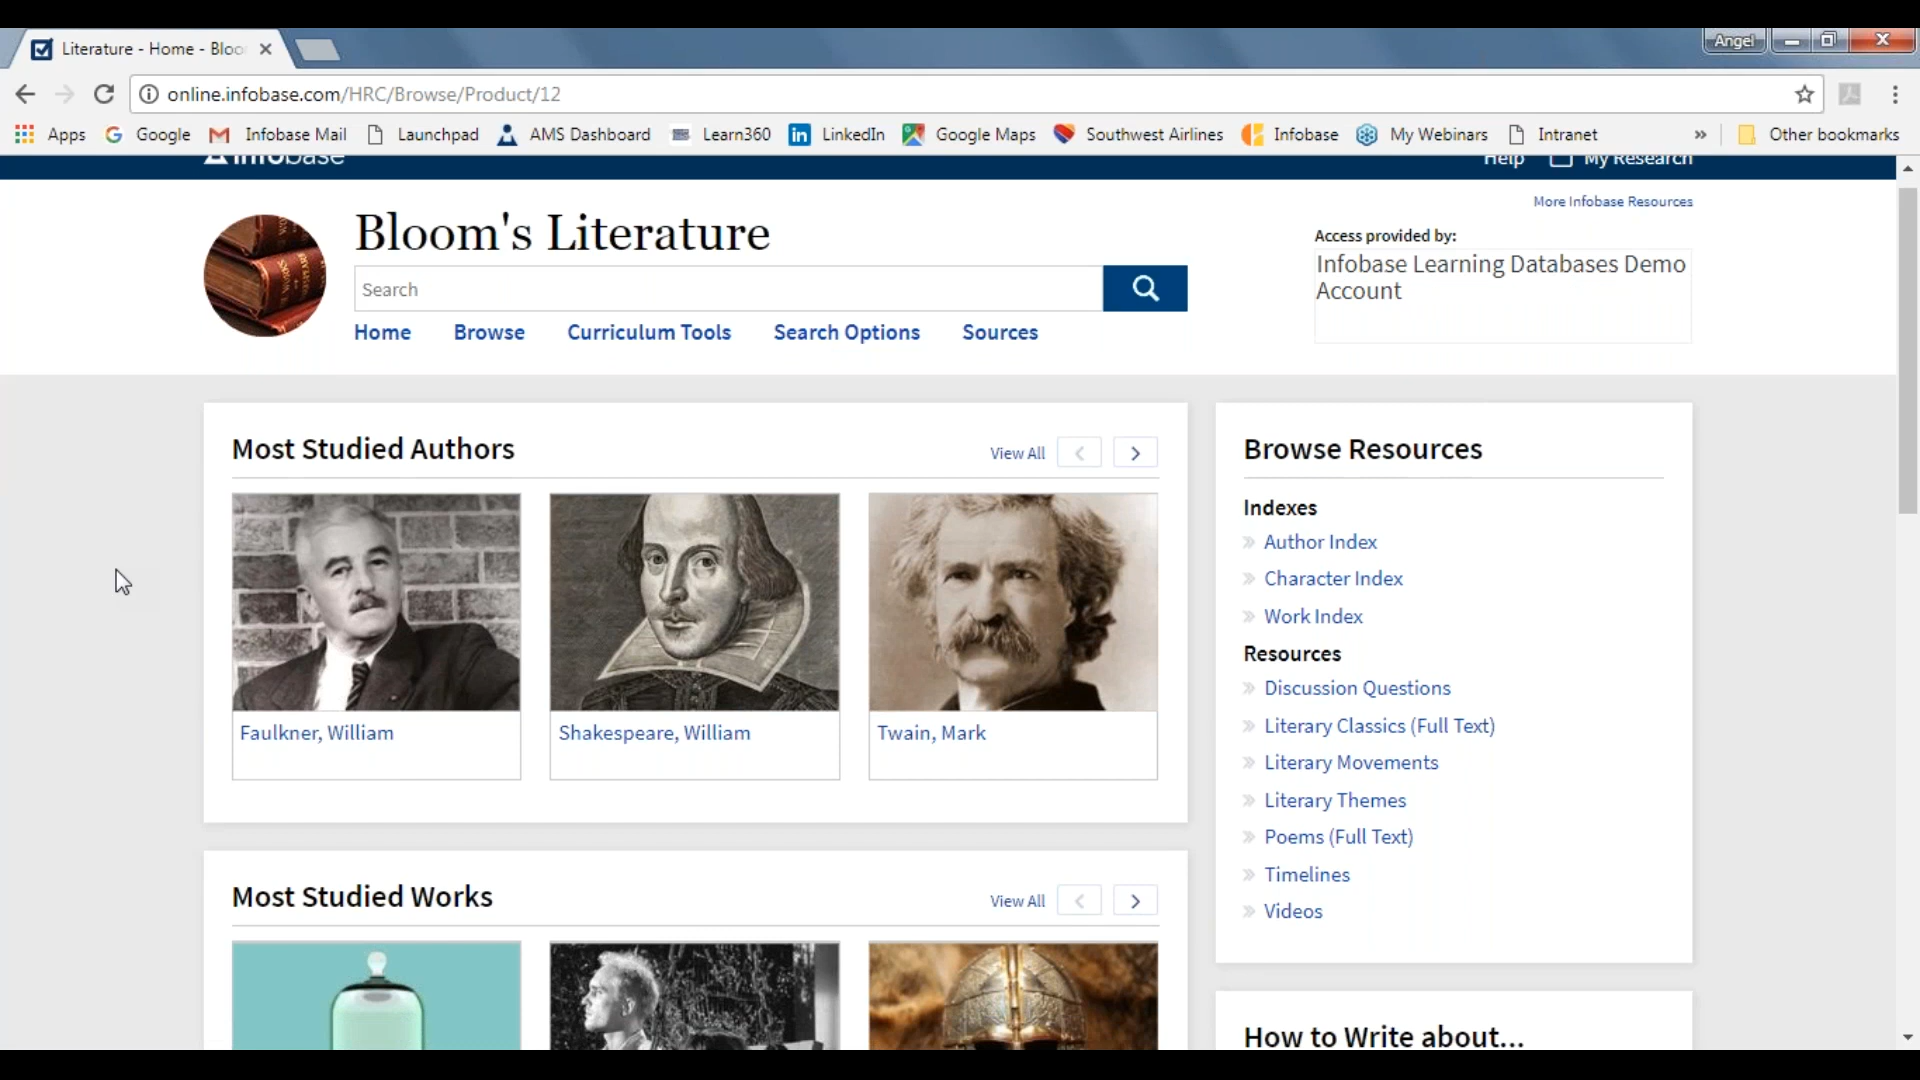 Literature - Home - Bloo
Angel
online.infobase.com/HRC/Browse/Product/12
Apps Google Infobase Mail Launchpad AMS Dashboard Learn360 LinkedIn Google Maps Southwest Airlines Infobase My Webinars Intranet » Other bookmarks
infobase Help My Research
More Infobase Resources
Bloom's Literature
Search
Home Browse Curriculum Tools Search Options Sources
Access provided by:
Infobase Learning Databases Demo
Account
Most Studied Authors
View All
Faulkner, William
Shakespeare, William
Twain, Mark
Most Studied Works
View All
Browse Resources
Indexes
Author Index
Character Index
Work Index
Resources
Discussion Questions
Literary Classics (Full Text)
Literary Movements
Literary Themes
Poems (Full Text)
Timelines
Videos
How to Write about...